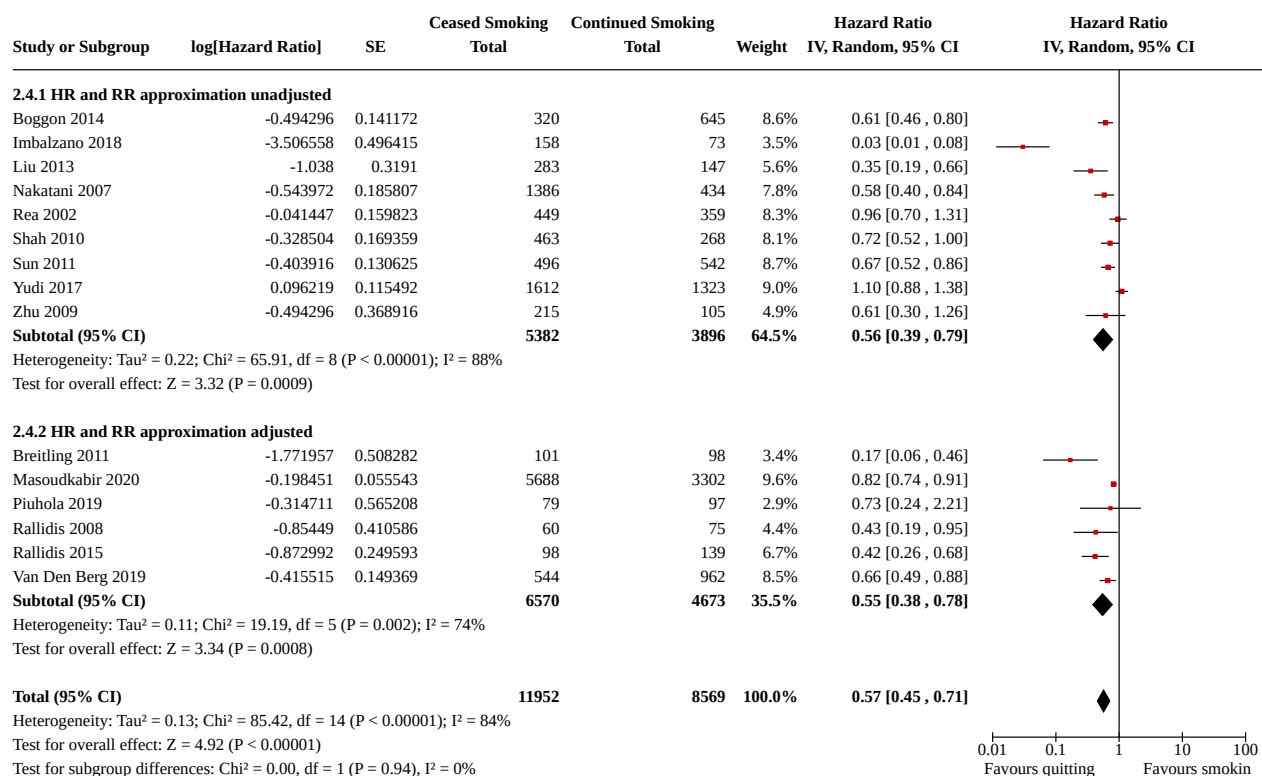 Ceased Smoking Continued Smoking Hazard Ratio Hazard Ratio
Study or Subgroup log[Hazard Ratio] SE Total Total Weight IV, Random, 95% CI IV, Random, 95% CI
2.4.1 HR and RR approximation unadjusted
Boggon 2014 -0.494296 0.141172 320 645 8.6% 0.61 [0.46 , 0.80]
Imbalzano 2018 -3.506558 0.496415 158 73 3.5% 0.03 [0.01 , 0.08]
Liu 2013 -1.038 0.3191 283 147 5.6% 0.35 [0.19 , 0.66]
Nakatani 2007 -0.543972 0.185807 1386 434 7.8% 0.58 [0.40 , 0.84]
Rea 2002 -0.041447 0.159823 449 359 8.3% 0.96 [0.70 , 1.31]
Shah 2010 -0.328504 0.169359 463 268 8.1% 0.72 [0.52 , 1.00]
Sun 2011 -0.403916 0.130625 496 542 8.7% 0.67 [0.52 , 0.86]
Yudi 2017 0.096219 0.115492 1612 1323 9.0% 1.10 [0.88 , 1.38]
Zhu 2009 -0.494296 0.368916 215 105 4.9% 0.61 [0.30 , 1.26]
Subtotal (95% CI) 5382 3896 64.5% 0.56 [0.39 , 0.79]
Heterogeneity: Tau² = 0.22; Chi² = 65.91, df = 8 (P < 0.00001); I² = 88%
Test for overall effect: Z = 3.32 (P = 0.0009)
2.4.2 HR and RR approximation adjusted
Breitling 2011 -1.771957 0.508282 101 98 3.4% 0.17 [0.06 , 0.46]
Masoudkabir 2020 -0.198451 0.055543 5688 3302 9.6% 0.82 [0.74 , 0.91]
Piuhola 2019 -0.314711 0.565208 79 97 2.9% 0.73 [0.24 , 2.21]
Rallidis 2008 -0.85449 0.410586 60 75 4.4% 0.43 [0.19 , 0.95]
Rallidis 2015 -0.872992 0.249593 98 139 6.7% 0.42 [0.26 , 0.68]
Van Den Berg 2019 -0.415515 0.149369 544 962 8.5% 0.66 [0.49 , 0.88]
Subtotal (95% CI) 6570 4673 35.5% 0.55 [0.38 , 0.78]
Heterogeneity: Tau² = 0.11; Chi² = 19.19, df = 5 (P = 0.002); I² = 74%
Test for overall effect: Z = 3.34 (P = 0.0008)
Total (95% CI) 11952 8569 100.0% 0.57 [0.45 , 0.71]
Heterogeneity: Tau² = 0.13; Chi² = 85.42, df = 14 (P < 0.00001); I² = 84%
Test for overall effect: Z = 4.92 (P < 0.00001)
0.01 0.1 1 10 100
Test for subgroup differences: Chi² = 0.00, df = 1 (P = 0.94), I² = 0% Favours quitting Favours smokin